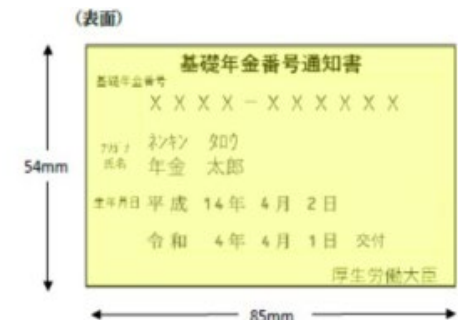 (表面)
基礎年金番号通知書
基礎年金番号
XXXX-XXXXXX
フリガナ ネンキン タロウ
氏名 年金 太郎
生年月日 平成 14年 4月 2日
令和 4年 4月 1日 交付
厚生労働大臣
54mm
85mm